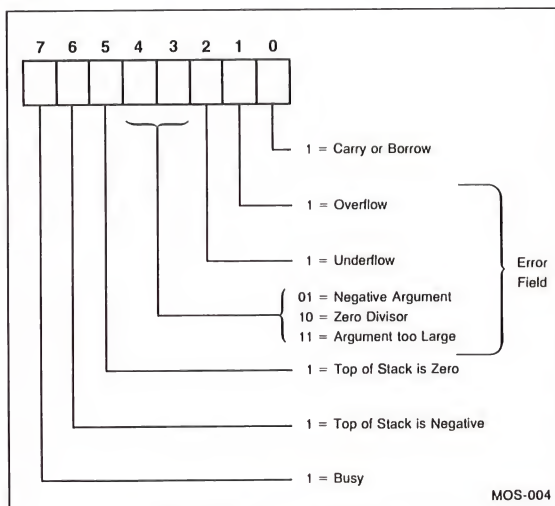 7 6 5 4 3 2 1 0
1 = Carry or Borrow
1 = Overflow
1 = Underflow
Error
Field
01 = Negative Argument
10 = Zero Divisor
11 = Argument too Large
1 = Top of Stack is Zero
1 = Top of Stack is Negative
1 = Busy
MOS-004